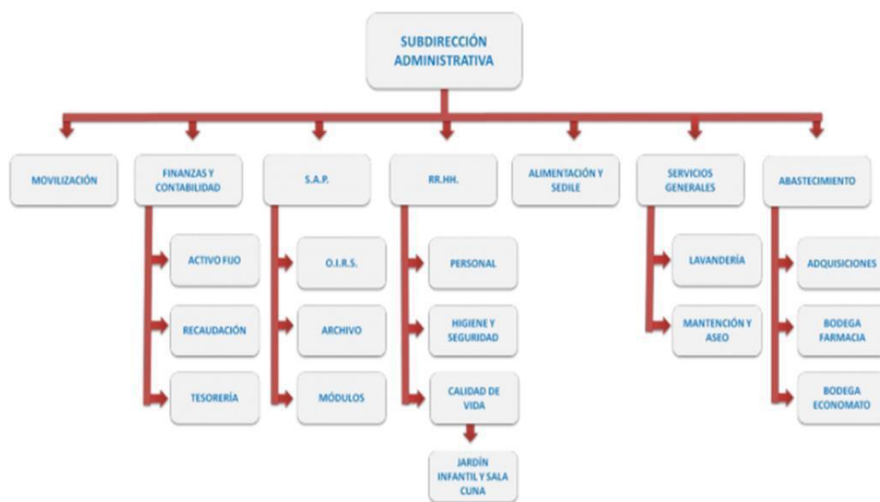 SUBDIRECCIÓN
ADMINISTRATIVA
MOVILIZACIÓN
FINANZAS Y
CONTABILIDAD
S.A.P.
RR.HH.
ALIMENTACIÓN Y
SEDILE
SERVICIOS
GENERALES
ABASTECIMIENTO
ACTIVO FIJO
O.I.R.S.
PERSONAL
LAVANDERÍA
ADQUISICIONES
RECAUDACIÓN
ARCHIVO
HIGIENE Y
SEGURIDAD
MANTENCIÓN Y
ASEO
BODEGA
FARMACIA
TESORERÍA
MÓDULOS
CALIDAD DE
VIDA
BODEGA
ECONOMATO
JARDÍN
INFANTIL Y SALA
CUNA